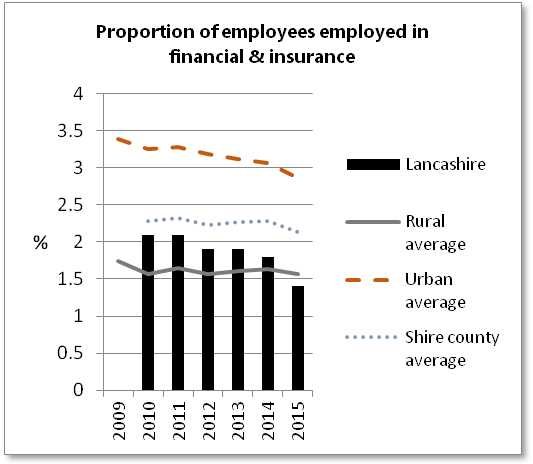 Proportion of employees employed in
financial & insurance
4
3.5
3
2.5
2
1.5
1
0.5
0
%
2009
2010
2011
2012
2013
2014
2015
Lancashire
Rural
average
Urban
average
Shire county
average